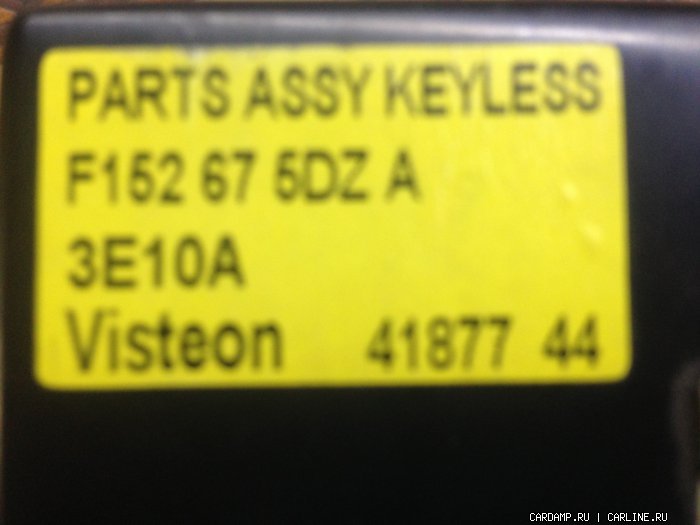 PARTS ASSY KEYLESS
F152 67 5DZ A
3E10A
Visteon 41877 44
CARDAMP.RU | CARLINE.RU